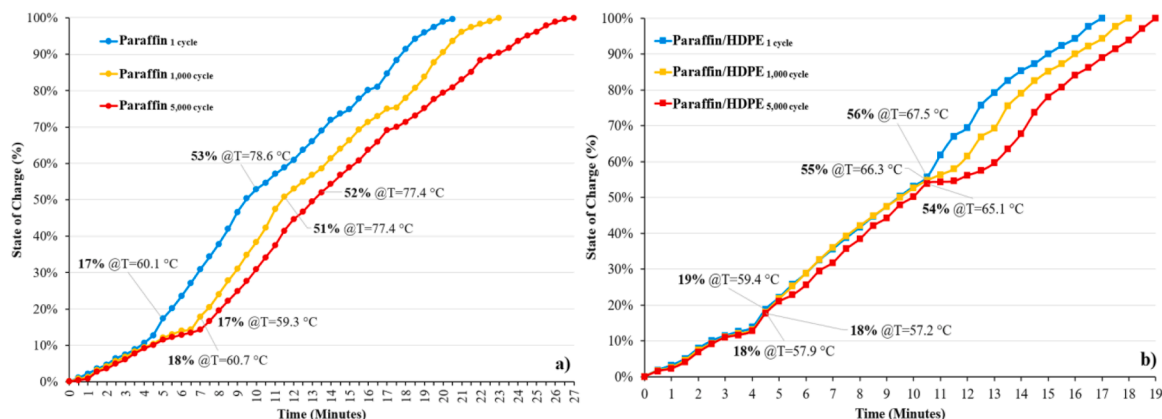 100%
90%
80%
70%
60%
50%
40%
30%
20%
10%
0%
State of Charge (%)
Paraffin 1 cycle
Paraffin 1,000 cycle
Paraffin 5,000 cycle
53% @T=78.6 °C
52% @T=77.4 °C
51% @T=77.4 °C
17% @T=60.1 °C
17% @T=59.3 °C
18% @T=60.7 °C
a)
0 1 2 3 4 5 6 7 8 9 10 11 12 13 14 15 16 17 18 19 20 21 22 23 24 25 26 27
Time (Minutes)
100%
90%
80%
70%
60%
50%
40%
30%
20%
10%
0%
State of Charge (%)
Paraffin/HDPE 1 cycle
Paraffin/HDPE 1,000 cycle
Paraffin/HDPE 5,000 cycle
56% @T=67.5 °C
55% @T=66.3 °C
54% @T=65.1 °C
19% @T=59.4 °C
18% @T=57.2 °C
18% @T=57.9 °C
b)
0 1 2 3 4 5 6 7 8 9 10 11 12 13 14 15 16 17 18 19
Time (Minutes)